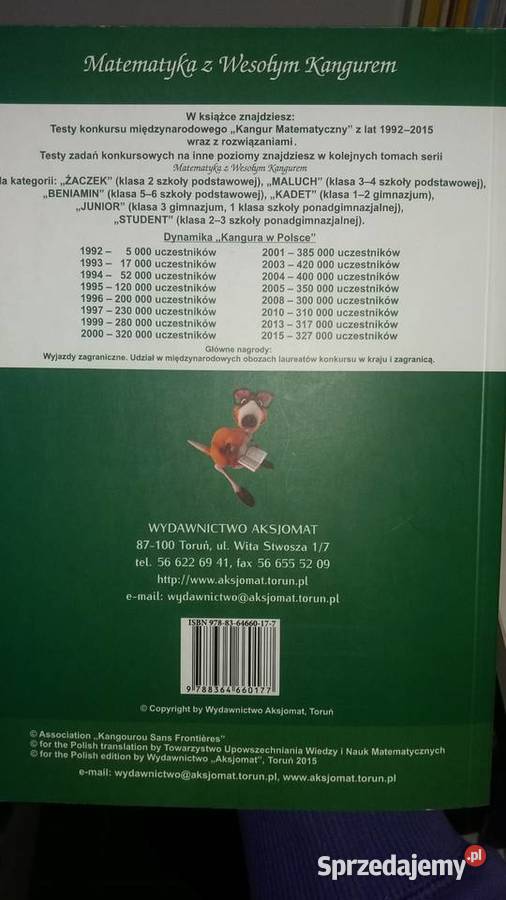 Matematyka z Wesołym Kangurem
W książce znajdziesz:
Testy konkursu międzynarodowego „Kangur Matematyczny” z lat 1992–2015
wraz z rozwiązaniami.
Testy zadań konkursowych na inne poziomy znajdziesz w kolejnych tomach serii
Matematyka z Wesołym Kangurem
la kategorii: „ŻACZEK” (klasa 2 szkoły podstawowej), „MALUCH” (klasa 3–4 szkoły podstawowej),
„BENIAMIN” (klasa 5–6 szkoły podstawowej), „KADET” (klasa 1–2 gimnazjum),
„JUNIOR” (klasa 3 gimnazjum, 1 klasa szkoły ponadgimnazjalnej),
„STUDENT” (klasa 2–3 szkoły ponadgimnazjalnej).
Dynamika „Kangura w Polsce”
1992 – 5 000 uczestników 2001 – 385 000 uczestników
1993 – 17 000 uczestników 2003 – 420 000 uczestników
1994 – 52 000 uczestników 2004 – 400 000 uczestników
1995 – 120 000 uczestników 2005 – 350 000 uczestników
1996 – 200 000 uczestników 2008 – 300 000 uczestników
1997 – 230 000 uczestników 2010 – 310 000 uczestników
1999 – 280 000 uczestników 2013 – 317 000 uczestników
2000 – 320 000 uczestników 2015 – 327 000 uczestników
Główne nagrody:
Wyjazdy zagraniczne. Udział w międzynarodowych obozach laureatów konkursu w kraju i zagranicą.
WYDAWNICTWO AKSJOMAT
87-100 Toruń, ul. Wita Stwosza 1/7
tel. 56 622 69 41, fax 56 655 52 09
http://www.aksjomat.torun.pl
e-mail: wydawnictwo@aksjomat.torun.pl
ISBN 978-83-64660-17-7
9 788364 660177
© Copyright by Wydawnictwo Aksjomat, Toruń
© Association „Kangourou Sans Frontières”
© for the Polish translation by Towarzystwo Upowszechniania Wiedzy i Nauk Matematycznych
© for the Polish edition by Wydawnictwo „Aksjomat”, Toruń 2015
e-mail: wydawnictwo@aksjomat.torun.pl, www.aksjomat.torun.pl
Sprzedajemy.pl